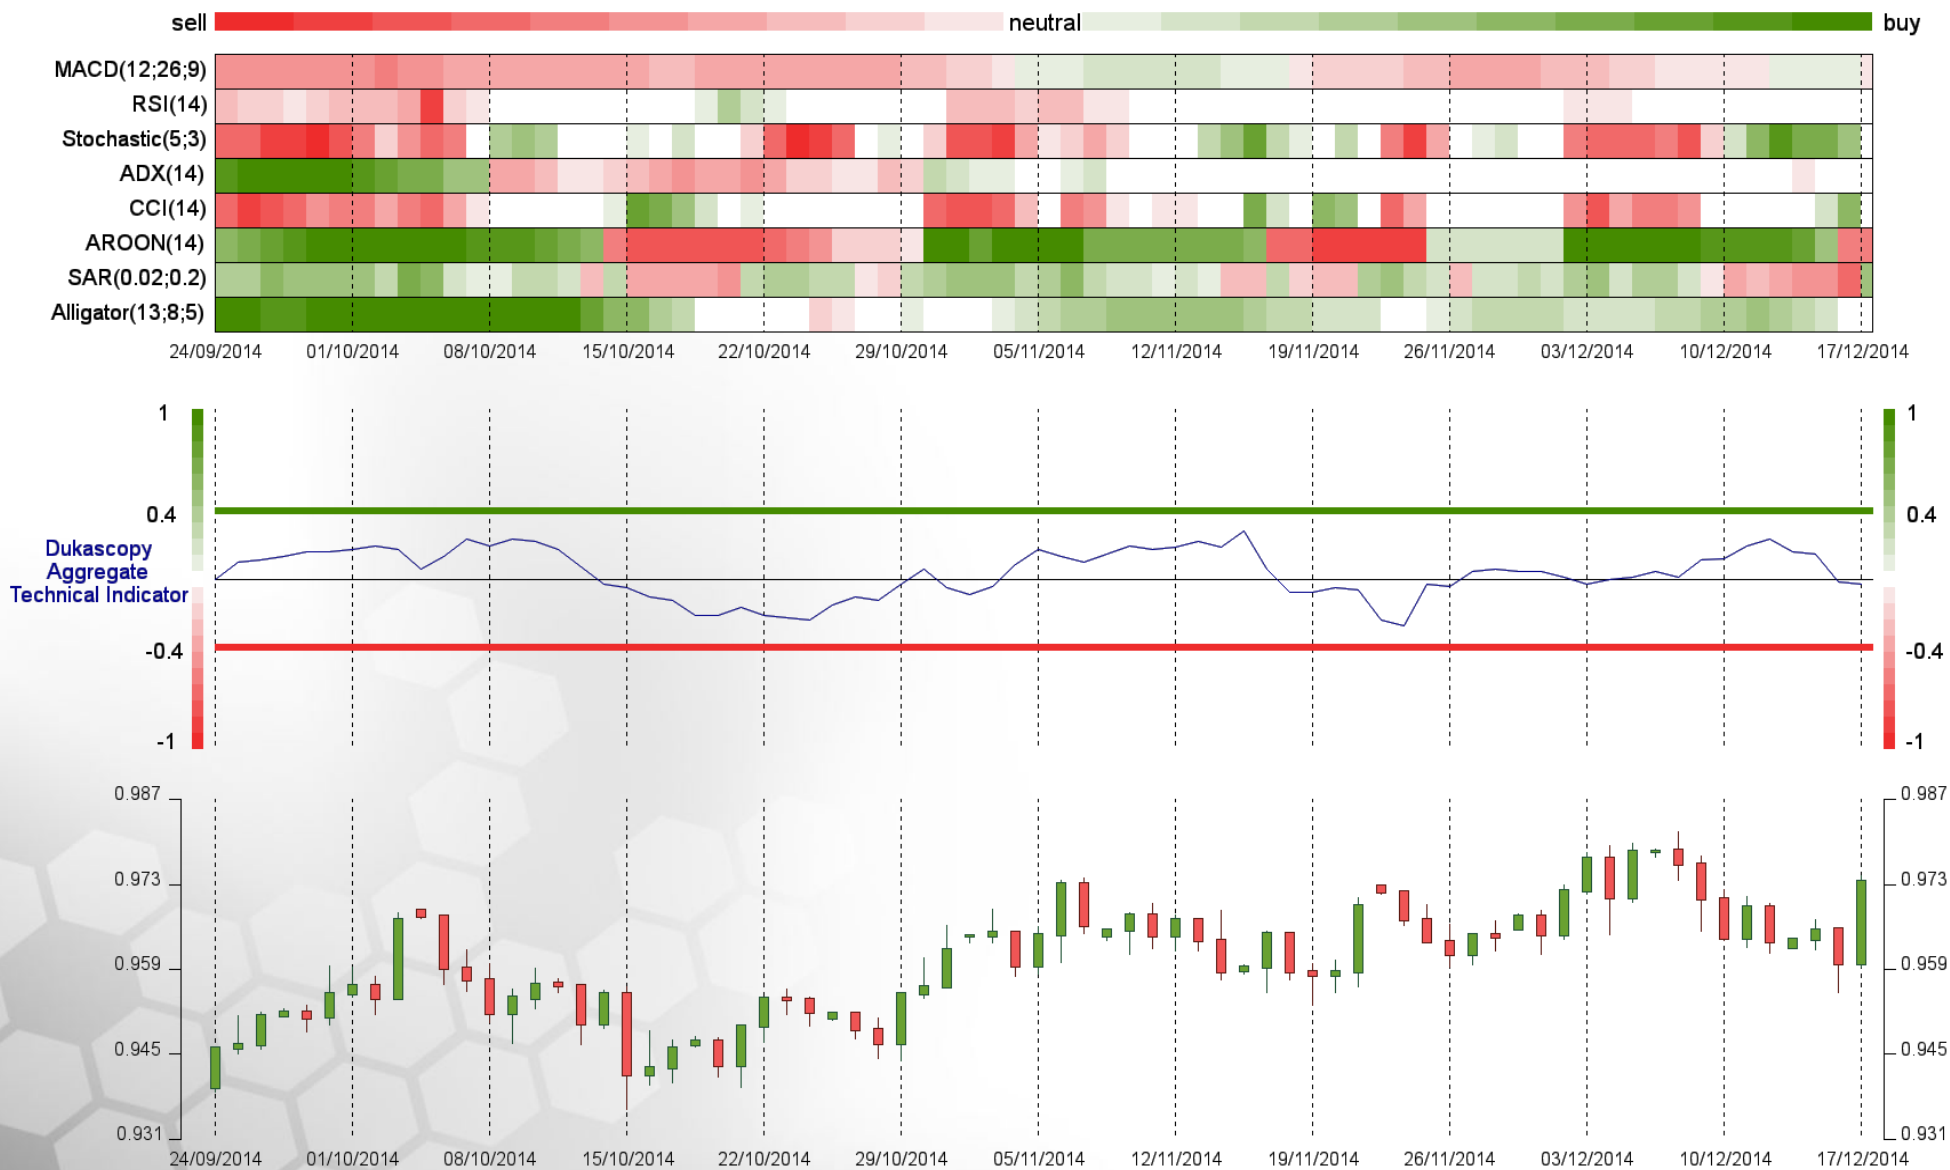 sell neutral buy
MACD(12;26;9)
RSI(14)
Stochastic(5;3)
ADX(14)
CCI(14)
AROON(14)
SAR(0.02;0.2)
Alligator(13;8;5)
24/09/2014 01/10/2014 08/10/2014 15/10/2014 22/10/2014 29/10/2014 05/11/2014 12/11/2014 19/11/2014 26/11/2014 03/12/2014 10/12/2014 17/12/2014
1 1
0.4 0.4
Dukascopy
Aggregate
Technical Indicator
-0.4 -0.4
-1 -1
0.987 0.987
0.973 0.973
0.959 0.959
0.945 0.945
0.931 0.931
24/09/2014 01/10/2014 08/10/2014 15/10/2014 22/10/2014 29/10/2014 05/11/2014 12/11/2014 19/11/2014 26/11/2014 03/12/2014 10/12/2014 17/12/2014